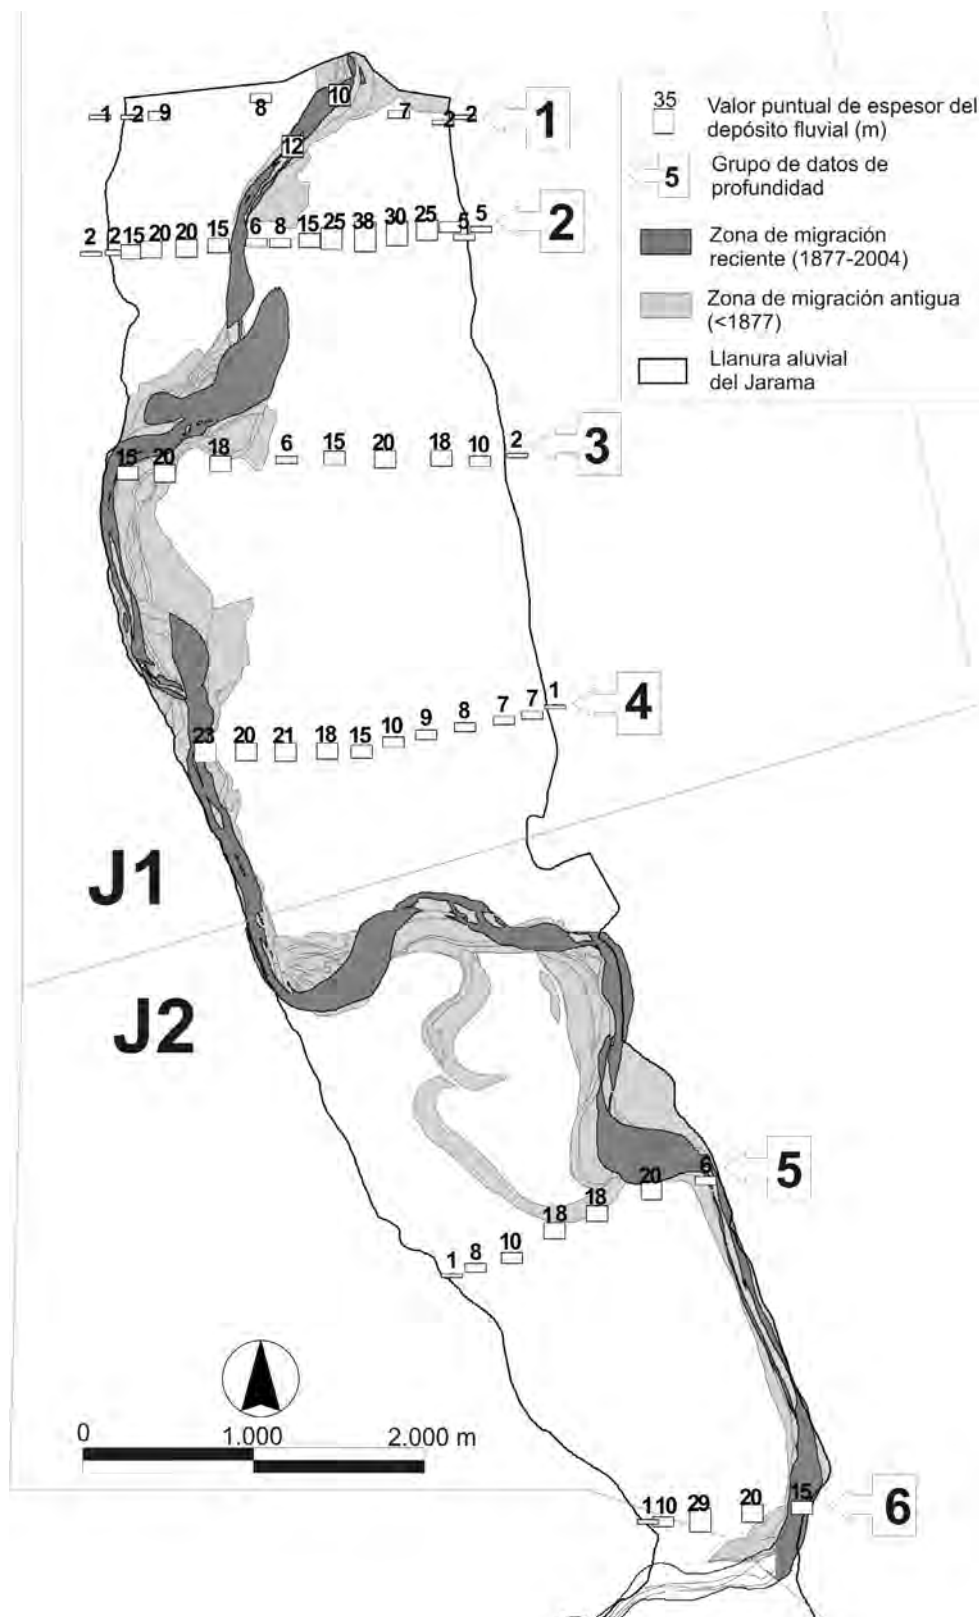 35
Valor puntual de espesor del
depósito fluvial (m)
5
Grupo de datos de
profundidad
Zona de migración
reciente (1877-2004)
Zona de migración antigua
(<1877)
Llanura aluvial
del Jarama
1 2 9 8 10 7 2 2
12
1
2 2 15 20 20 15 6 8 15 25 38 30 25 5 5
2
15 20 18 6 15 20 18 10 2
3
23 20 21 18 15 10 9 8 7 7 1
4
J1
J2
1 8 10 18 18 20 6
5
0 1.000 2.000 m
1 10 29 20 15
6